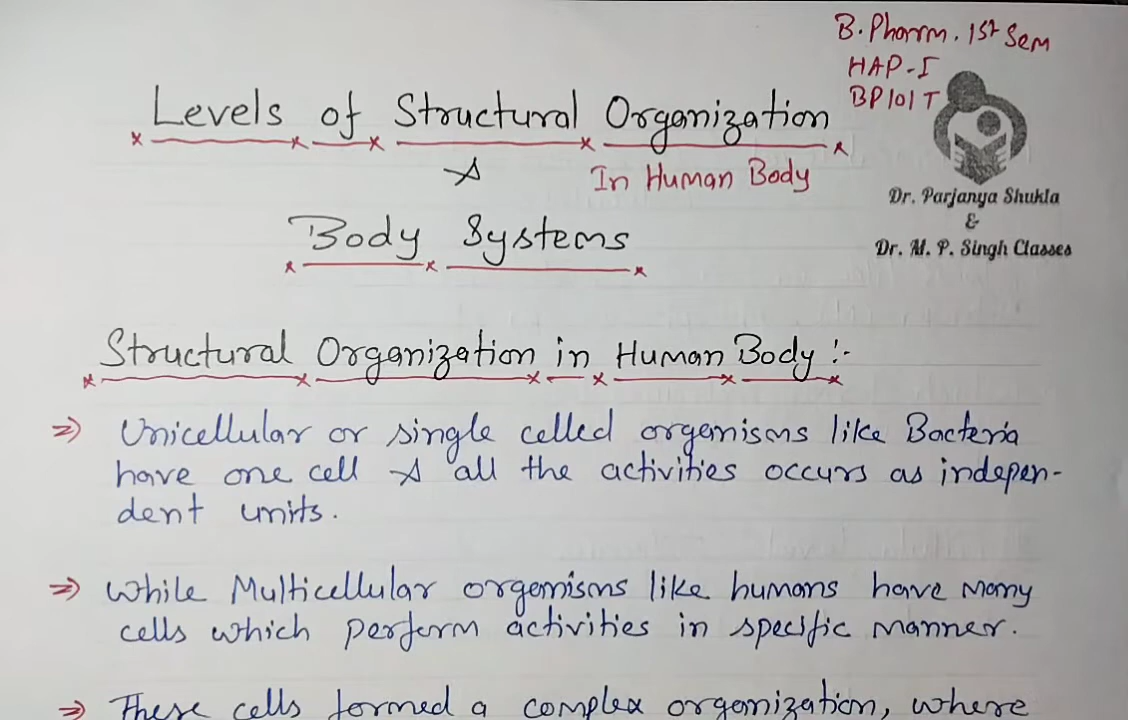 B. Pharm. 1st Sem
HAP-I
BP101T
Levels of Structural Organization
& In Human Body
Body Systems
Dr. Parjanya Shukla
&
Dr. M. P. Singh Classes
Structural Organization in Human Body :-
⇒ Unicellular or single celled organisms like Bacteria
have one cell & all the activities occurs as indepen-
dent units.
⇒ While Multicellular organisms like humans have many
cells which perform activities in specific manner.
⇒ These cells formed a complex organization, where